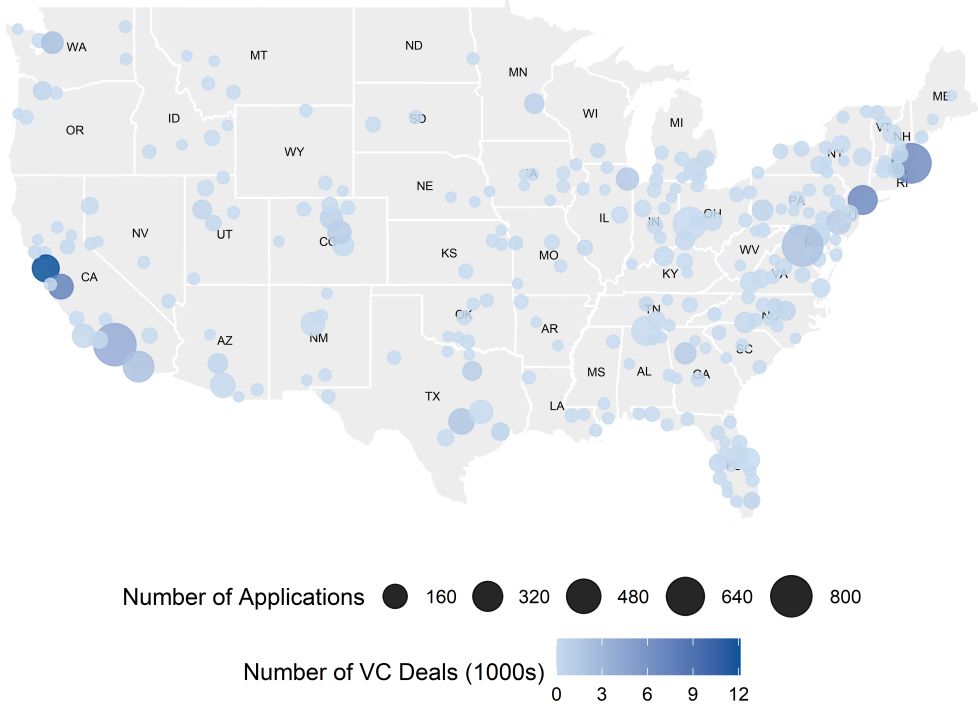 WA
MT
ND
MN
ME
OR
ID
SD
WI
MI
VT
NH
NY
WY
IA
RI
NE
PA
NV
UT
CO
IL
IN
OH
KS
MO
WV
CA
KY
VA
AZ
NM
OK
AR
TN
NC
SC
TX
MS
AL
GA
LA
Number of Applications 160 320 480 640 800
Number of VC Deals (1000s)
0 3 6 9 12